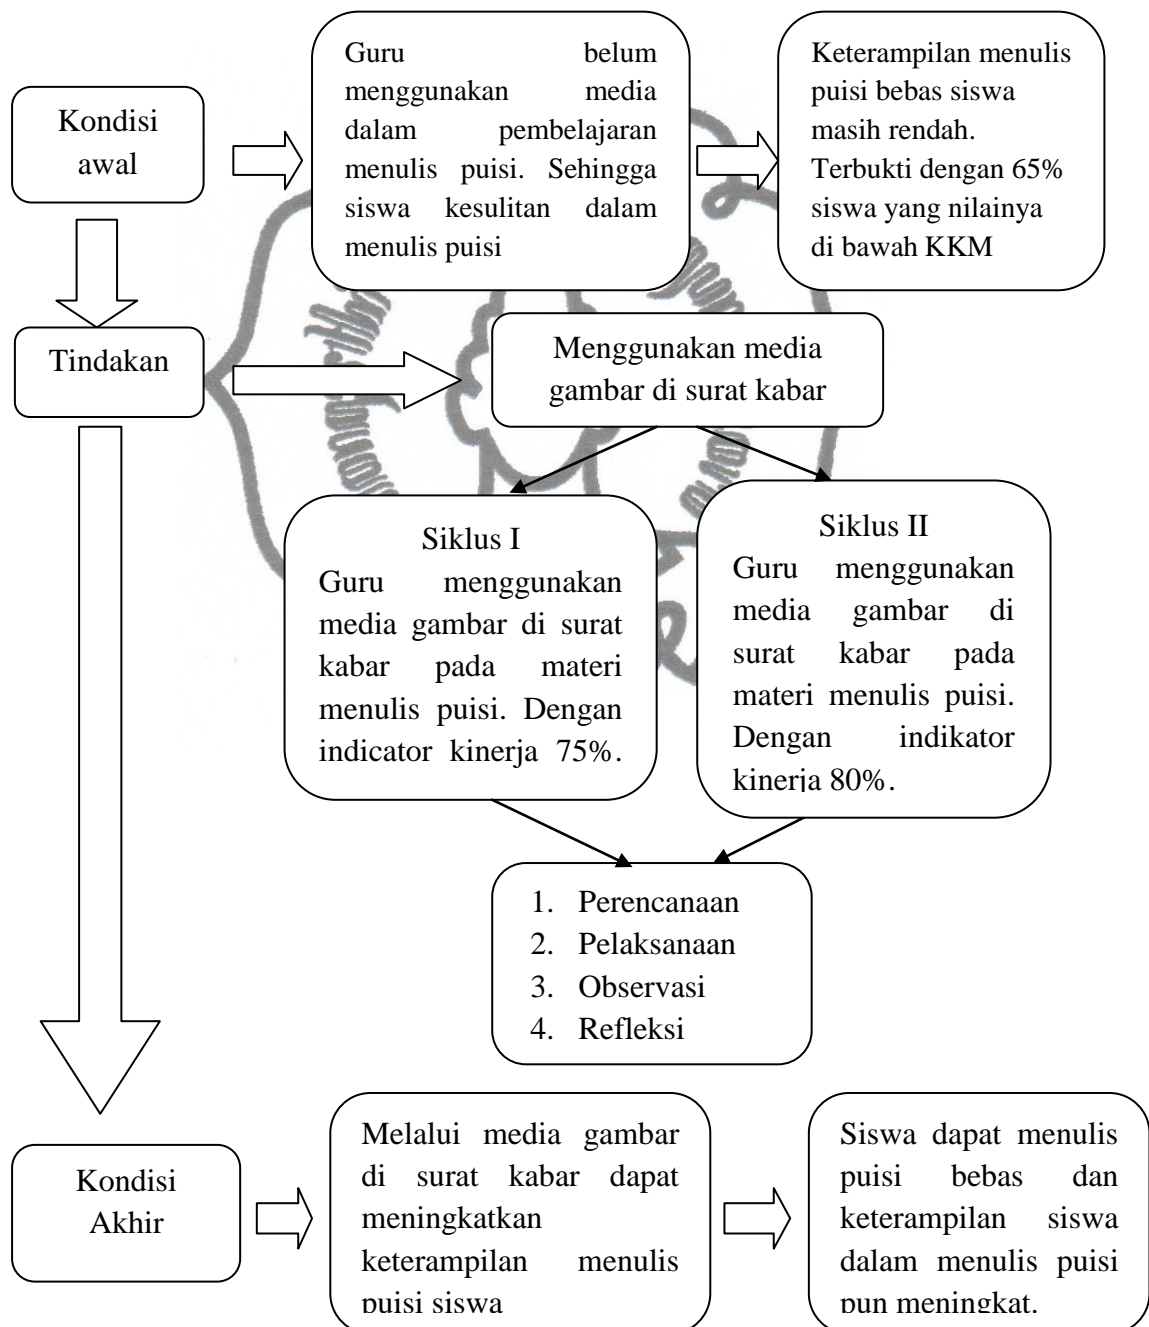 Kondisi
awal
Guru belum
menggunakan media
dalam pembelajaran
menulis puisi. Sehingga
siswa kesulitan dalam
menulis puisi
Keterampilan menulis
puisi bebas siswa
masih rendah.
Terbukti dengan 65%
siswa yang nilainya
di bawah KKM
Tindakan
Menggunakan media
gambar di surat kabar
Siklus I
Guru menggunakan
media gambar di surat
kabar pada materi
menulis puisi. Dengan
indicator kinerja 75%.
Siklus II
Guru menggunakan
media gambar di
surat kabar pada
materi menulis puisi.
Dengan indikator
kinerja 80%.
1. Perencanaan
2. Pelaksanaan
3. Observasi
4. Refleksi
Kondisi
Akhir
Melalui media gambar
di surat kabar dapat
meningkatkan
keterampilan menulis
puisi siswa
Siswa dapat menulis
puisi bebas dan
keterampilan siswa
dalam menulis puisi
pun meningkat.